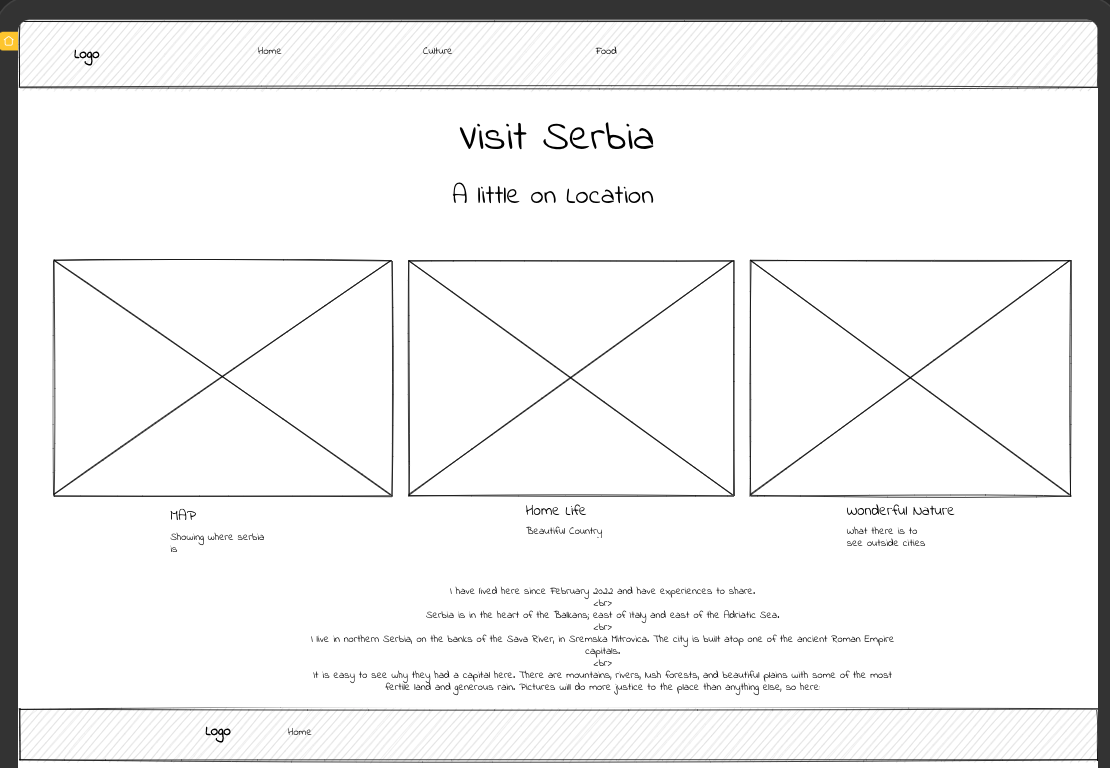 Logo Home Culture Food
Visit Serbia
A little on Location
MAP
Showing where serbia
is
Home Life
Beautiful Country
Wonderful Nature
What there is to
see outside cities
I have lived here since February 2022 and have experiences to share.
<br>
Serbia is in the heart of the Balkans; east of Italy and east of the Adriatic Sea.
<br>
I live in northern Serbia, on the banks of the Sava River, in Sremska Mitrovica. The city is built atop one of the ancient Roman Empire
capitals.
<br>
It is easy to see why they had a capital here. There are mountains, rivers, lush forests, and beautiful plains with some of the most
fertile land and generous rain. Pictures will do more justice to the place than anything else, so here:
Logo Home